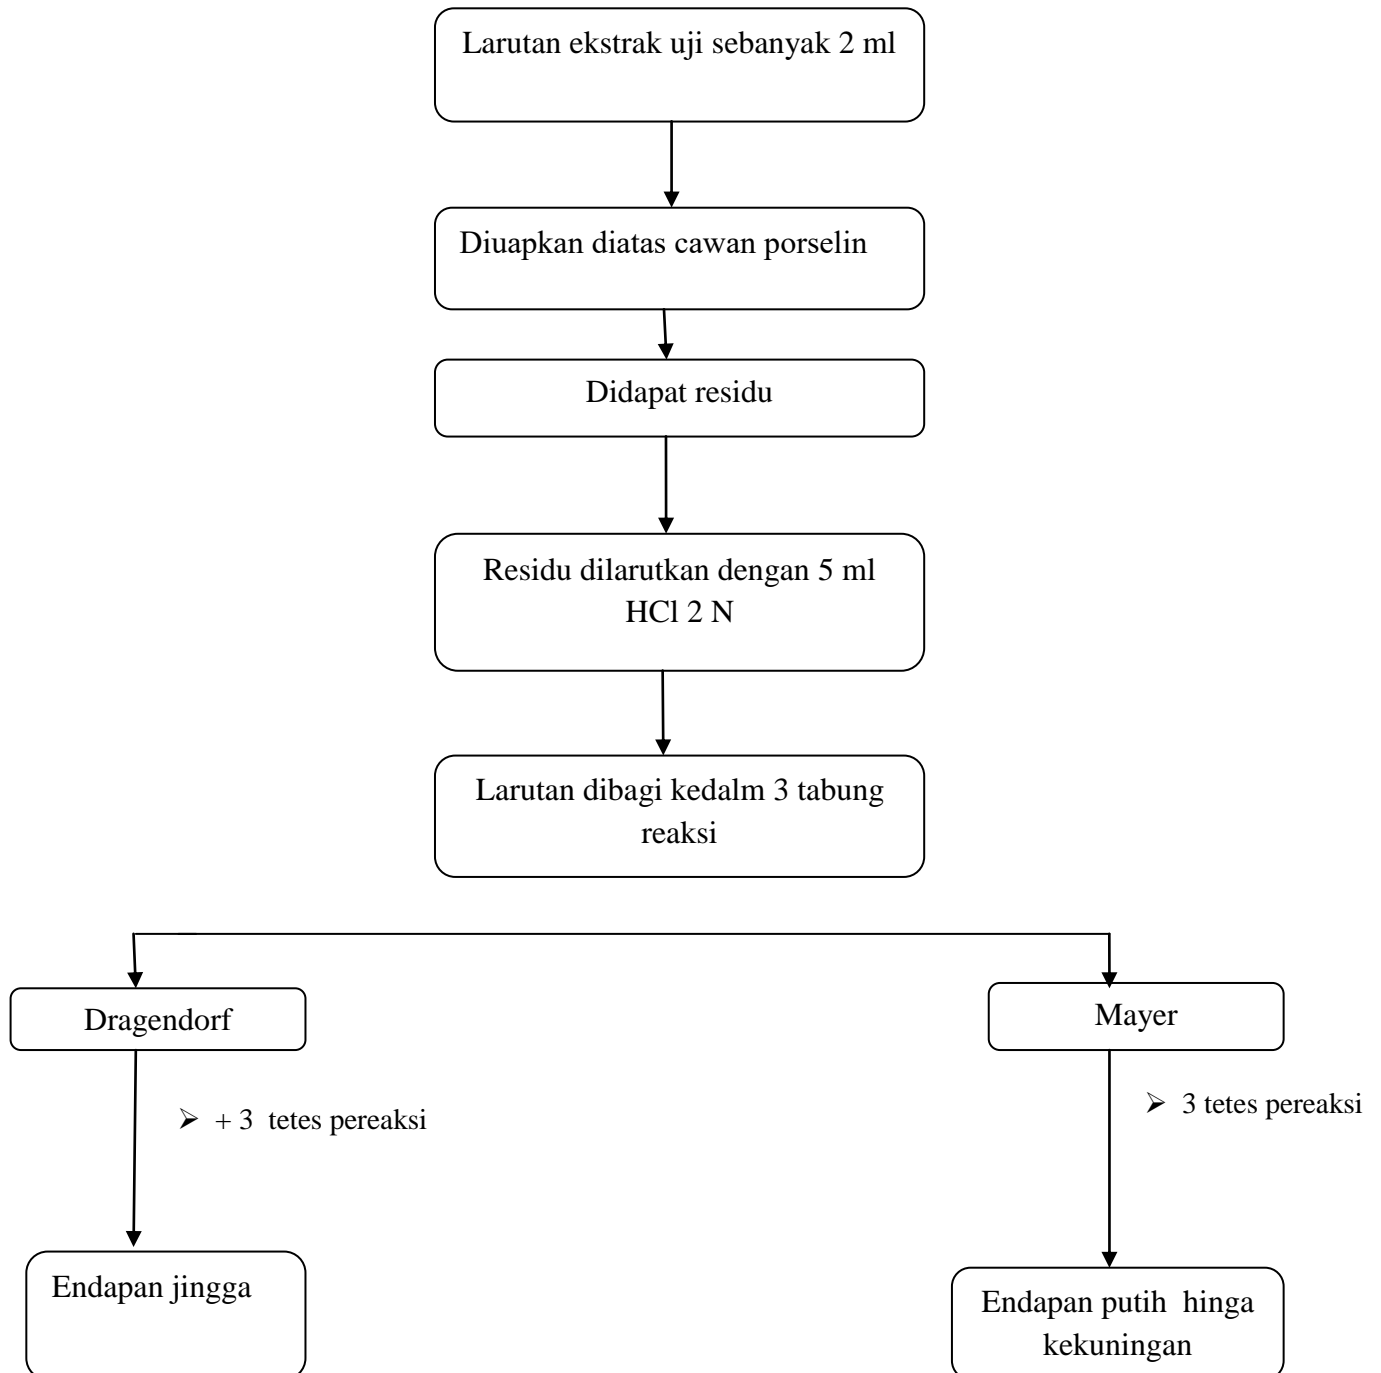 Larutan ekstrak uji sebanyak 2 ml
Diuapkan diatas cawan porselin
Didapat residu
Residu dilarutkan dengan 5 ml
HCl 2 N
Larutan dibagi kedalm 3 tabung
reaksi
Dragendorf
Mayer
➢ + 3 tetes pereaksi
➢ 3 tetes pereaksi
Endapan jingga
Endapan putih hinga
kekuningan